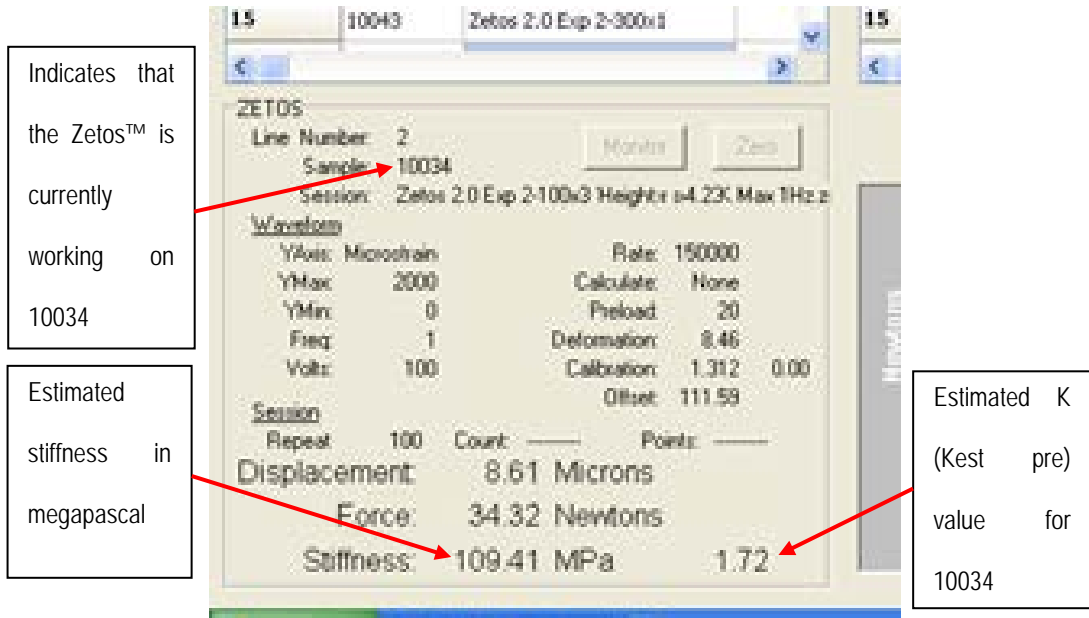 15 10043 Zetos 2.0 Exp 2-300x1
15
Indicates that
the Zetos™ is
currently
working on
10034
ZETOS
Line Number: 2
Monitor Zero
Sample: 10034
Session: Zetos 2.0 Exp 2-100x3 Height 4.23X Max 1Hz
Waveform
YAxis: Microstrain Rate: 150000
YMax: 2000 Calculate: None
YMin: 0 Preload: 20
Freq: 1 Deformation: 8.46
Volts: 100 Calibration: 1.312 0.00
Offset: 111.59
Session
Repeat 100 Count: Points:
Displacement: 8.61 Microns
Force: 34.32 Newtons
Stiffness: 109.41 MPa 1.72
Estimated
stiffness in
megapascal
Newtons
Estimated K
(Kest pre)
value for
10034